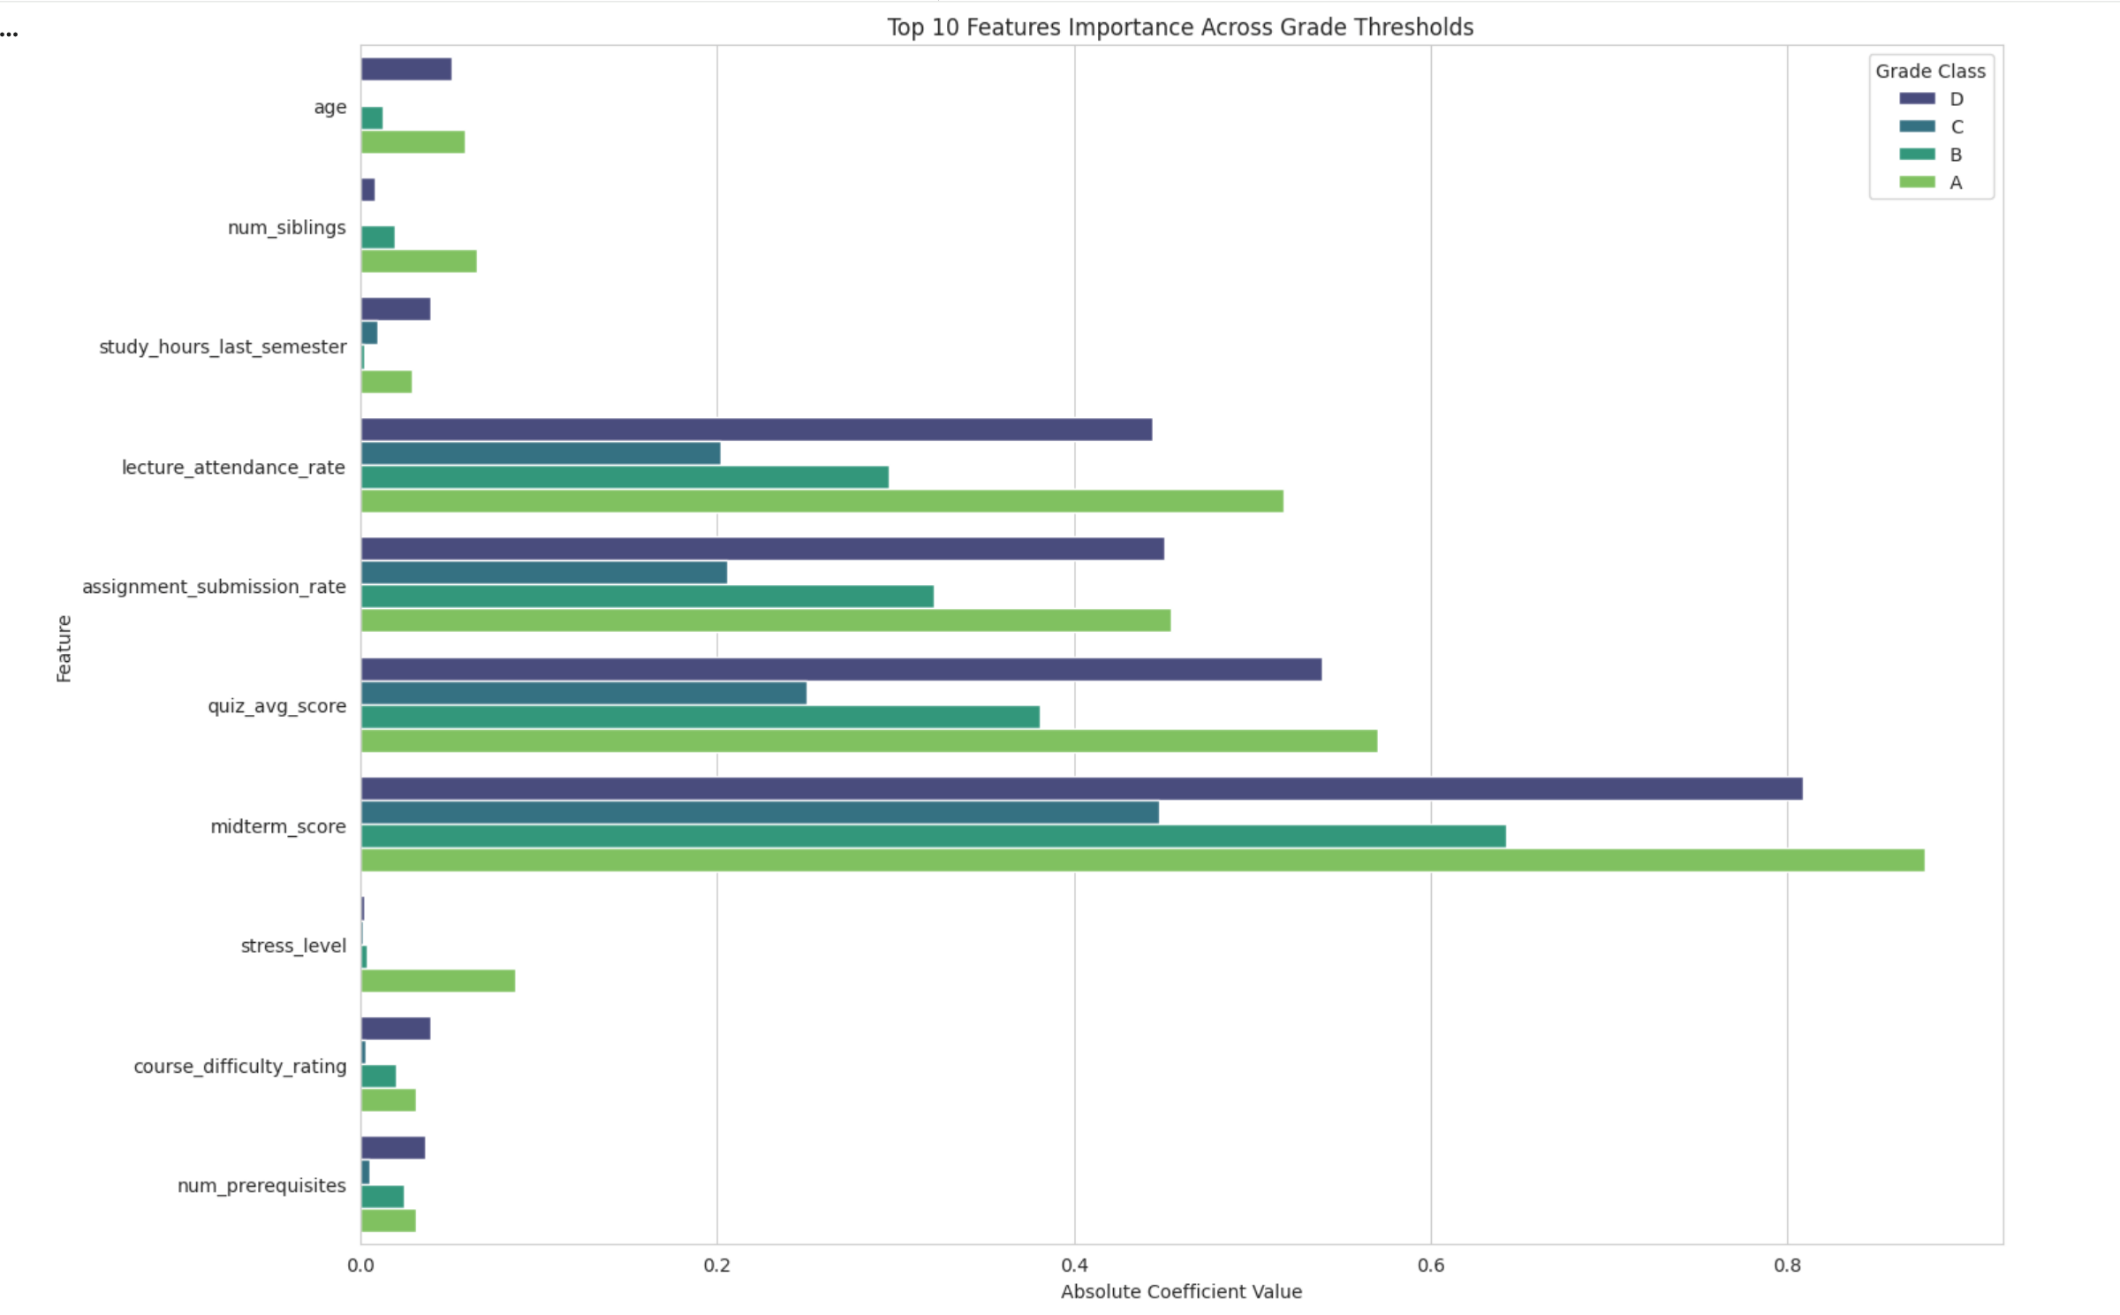 ...
Top 10 Features Importance Across Grade Thresholds
Grade Class
D
C
B
A
age
num_siblings
study_hours_last_semester
lecture_attendance_rate
assignment_submission_rate
Feature
quiz_avg_score
midterm_score
stress_level
course_difficulty_rating
num_prerequisites
0.0 0.2 0.4 0.6 0.8
Absolute Coefficient Value